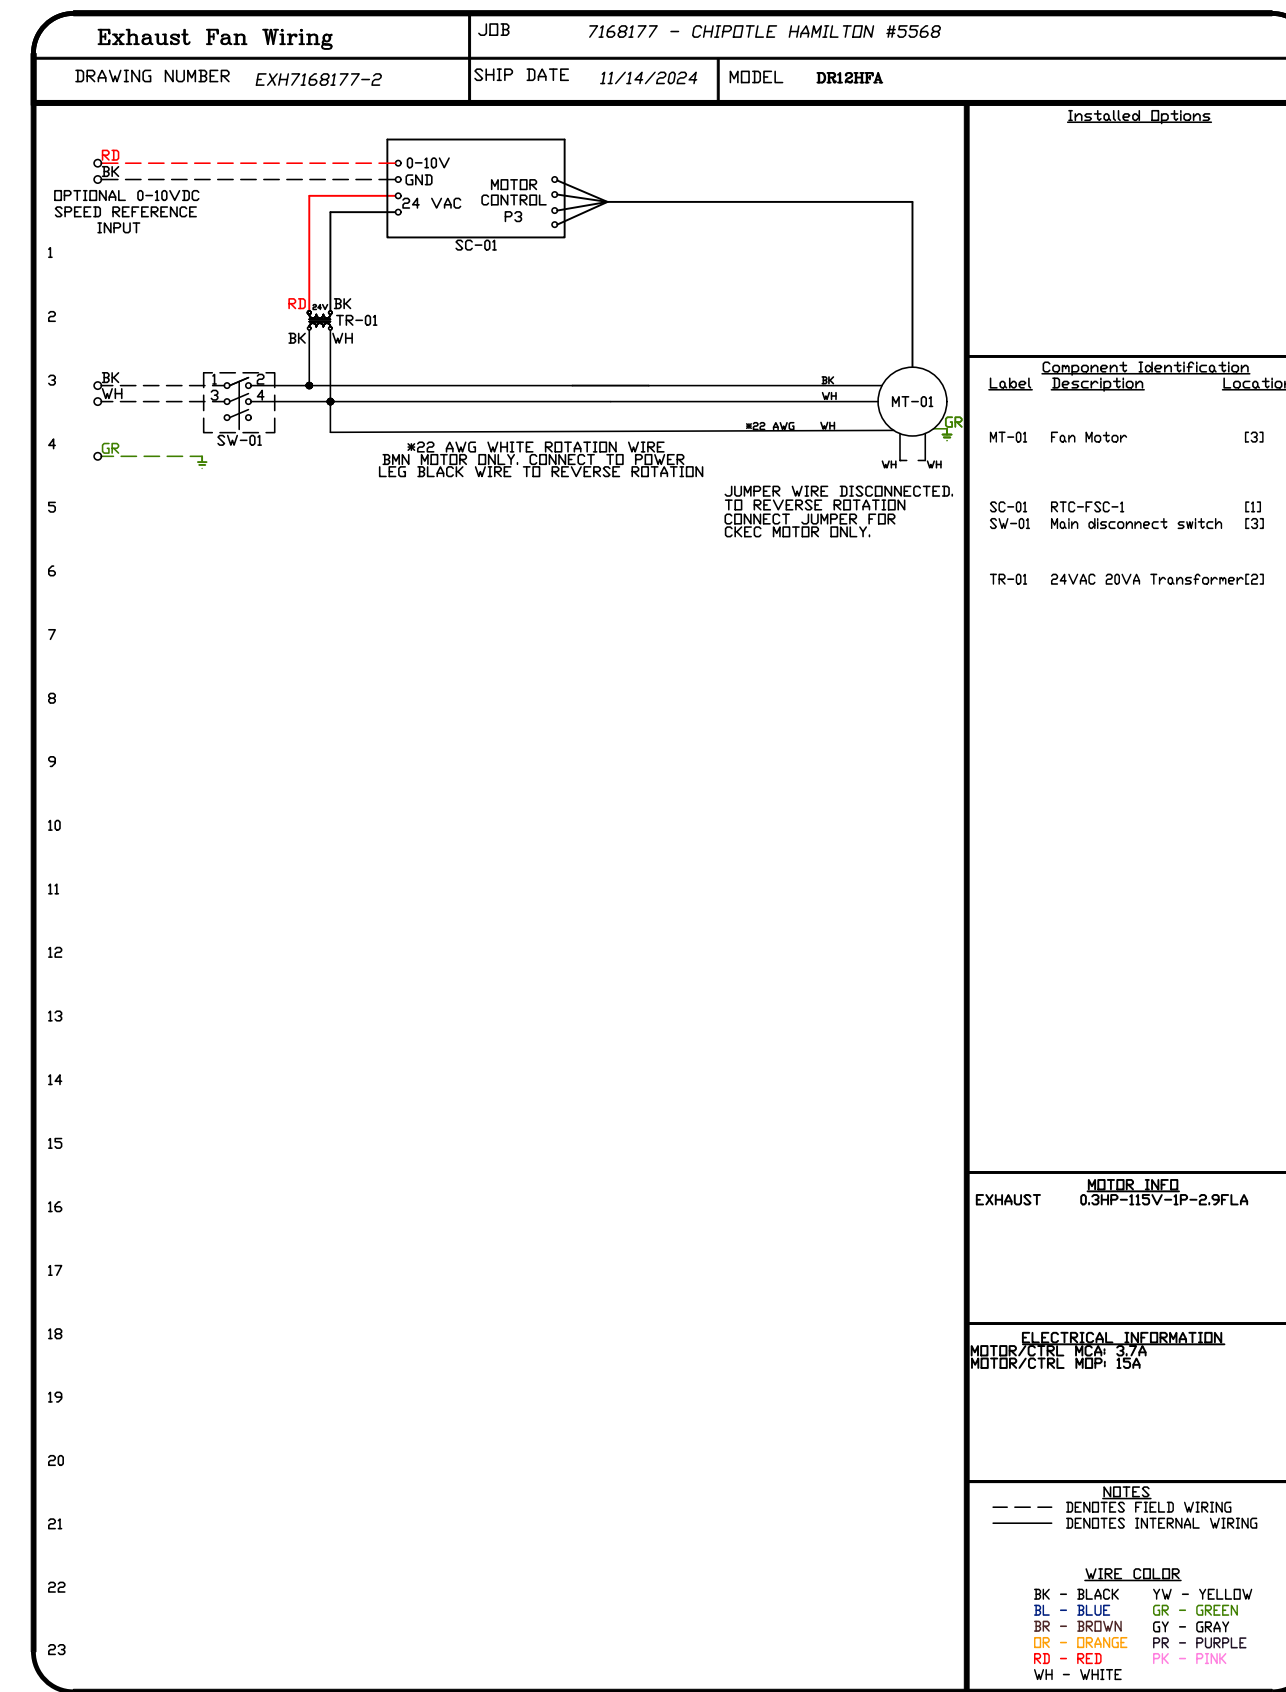 Exhaust Fan Wiring
JOB 7168177 - CHIPOTLE HAMILTON #5568
DRAWING NUMBER EXH7168177-2
SHIP DATE 11/14/2024
MODEL DR12HFA
RD
BK
OPTIONAL 0-10VDC
SPEED REFERENCE
INPUT
0-10V
GND
24 VAC
MOTOR
CONTROL
P3
SC-01
RD 24V BK
TR-01
BK WH
BK
WH
1 2
3 4
SW-01
GR
BK
WH
*22 AWG WH
MT-01
GR
WH WH
*22 AWG WHITE ROTATION WIRE
BMN MOTOR ONLY. CONNECT TO POWER
LEG BLACK WIRE TO REVERSE ROTATION
JUMPER WIRE DISCONNECTED.
TO REVERSE ROTATION
CONNECT JUMPER FOR
CKEC MOTOR ONLY.
1
2
3
4
5
6
7
8
9
10
11
12
13
14
15
16
17
18
19
20
21
22
23
Installed Options
Component Identification
Label Description Location
MT-01 Fan Motor [3]
SC-01 RTC-FSC-1 [1]
SW-01 Main disconnect switch [3]
TR-01 24VAC 20VA Transformer[2]
MOTOR INFO
EXHAUST 0.3HP-115V-1P-2.9FLA
ELECTRICAL INFORMATION
MOTOR/CTRL MCA: 3.7A
MOTOR/CTRL MOP: 15A
NOTES
DENOTES FIELD WIRING
DENOTES INTERNAL WIRING
WIRE COLOR
BK - BLACK YW - YELLOW
BL - BLUE GR - GREEN
BR - BROWN GY - GRAY
OR - ORANGE PR - PURPLE
RD - RED PK - PINK
WH - WHITE